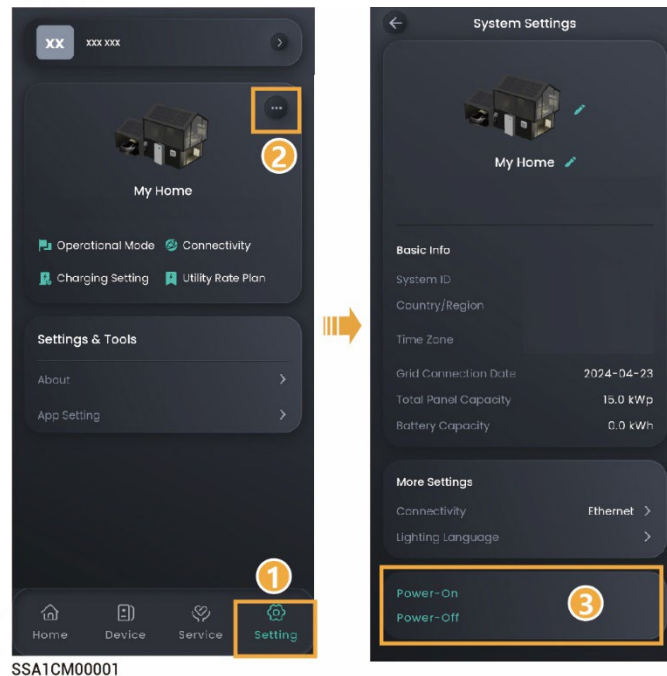 xx xxx xxx
...
2
My Home
Operational Mode Connectivity
Charging Setting Utility Rate Plan
Settings & Tools
About
App Setting
1
Home Device Service Setting
SSA1CM00001
System Settings
My Home
Basic Info
System ID
Country/Region
Time Zone
Grid Connection Date 2024-04-23
Total Panel Capacity 15.0 kWp
Battery Capacity 0.0 kWh
More Settings
Connectivity Ethernet
Lighting Language
Power-On
3
Power-Off